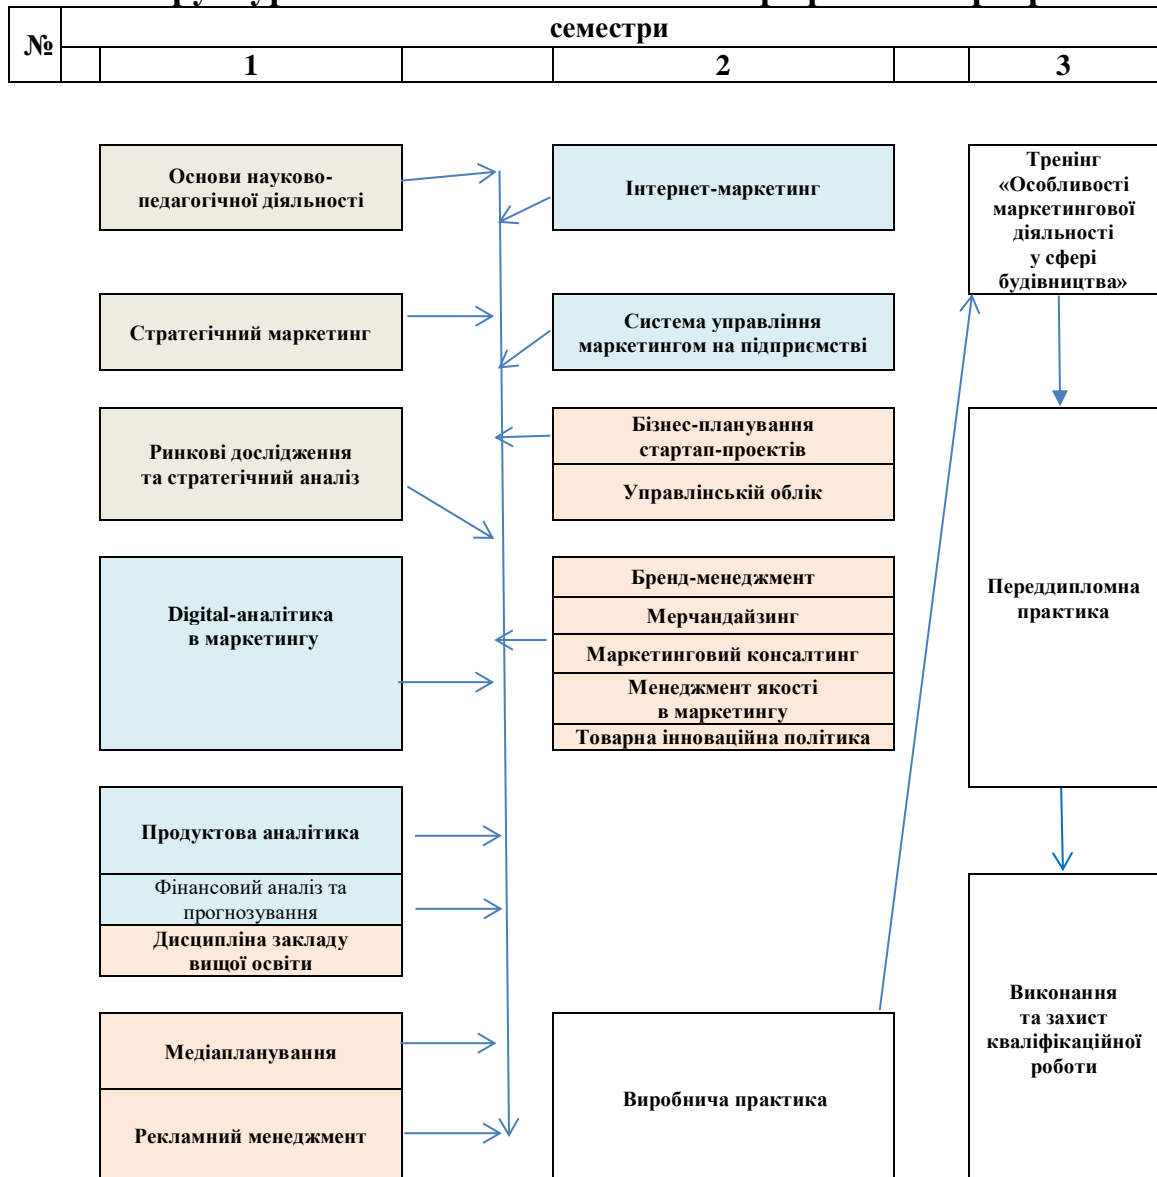 №
семестри
1
2
3
Основи науково-
педагогічної діяльності
Стратегічний маркетинг
Ринкові дослідження
та стратегічний аналіз
Digital-аналітика
в маркетингу
Продуктова аналітика
Фінансовий аналіз та
прогнозування
Дисципліна закладу
вищої освіти
Медіапланування
Рекламний менеджмент
Інтернет-маркетинг
Система управління
маркетингом на підприємстві
Бізнес-планування
стартап-проектів
Управлінській облік
Бренд-менеджмент
Мерчандайзинг
Маркетинговий консалтинг
Менеджмент якості
в маркетингу
Товарна інноваційна політика
Виробнича практика
Тренінг
«Особливості
маркетингової
діяльності
у сфері
будівництва»
Переддипломна
практика
Виконання
та захист
кваліфікаційної
роботи